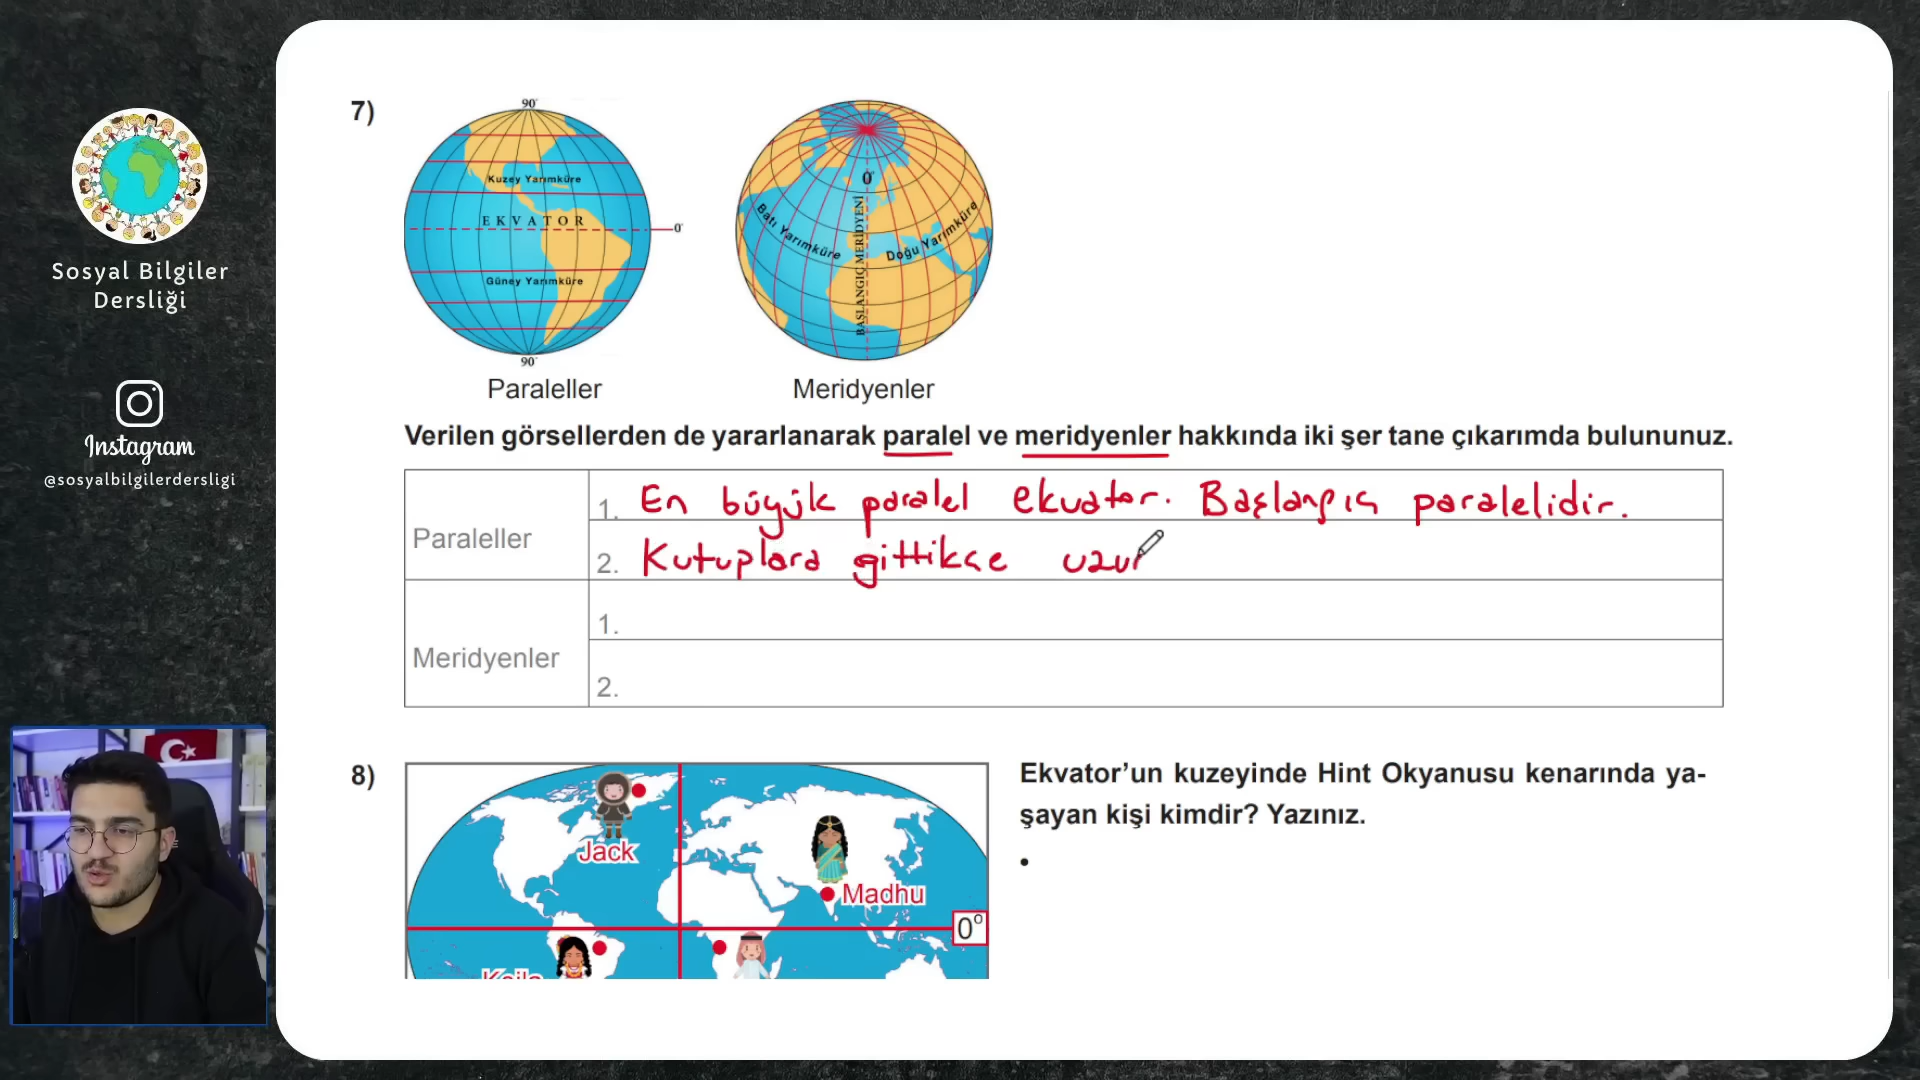 7)
90°
Kuzey Yarımküre
EKVATOR
0°
Güney Yarımküre
90°
Paraleller
0°
Batı Yarımküre
BAŞLANGIÇ MERİDYENİ
Doğu Yarımküre
Meridyenler
Sosyal Bilgiler
Dersliği
Instagram
@sosyalbilgilerdersligi
Verilen görsellerden de yararlanarak paralel ve meridyenler hakkında iki şer tane çıkarımda bulununuz.
Paraleller
1. En büyük paralel ekvator. Başlangıç paralelidir.
2. Kutuplara gittikçe uzun
Meridyenler
1.
2.
8)
Jack
Madhu
0°
Ekvator’un kuzeyinde Hint Okyanusu kenarında ya-
şayan kişi kimdir? Yazınız.
•